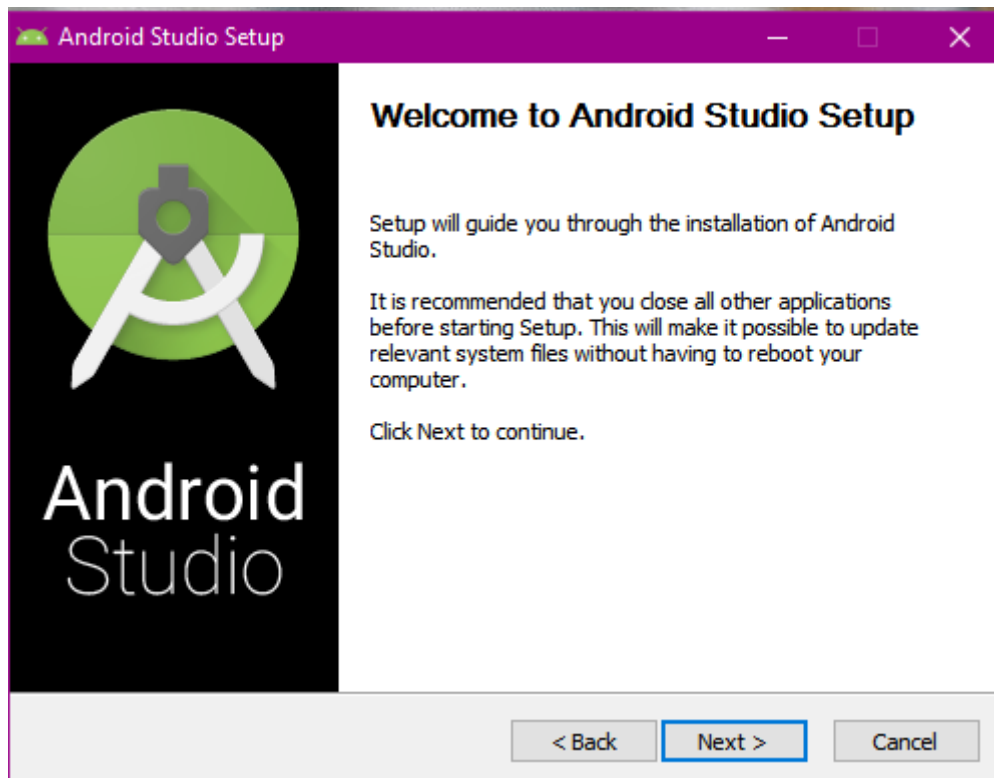 Android Studio Setup
Welcome to Android Studio Setup
Setup will guide you through the installation of Android
Studio.
It is recommended that you close all other applications
before starting Setup. This will make it possible to update
relevant system files without having to reboot your
computer.
Click Next to continue.
Android
Studio
< Back
Next >
Cancel